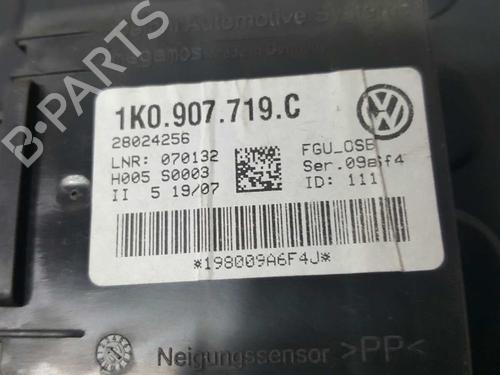 Automotive
1K0.907.719.C
28024256
LNR: 070132
FGU_OSB
H005 S0003
II 5 19/07
ID: 111
*198009A6F4J*
Neigungssensor >PP<
B-Parts